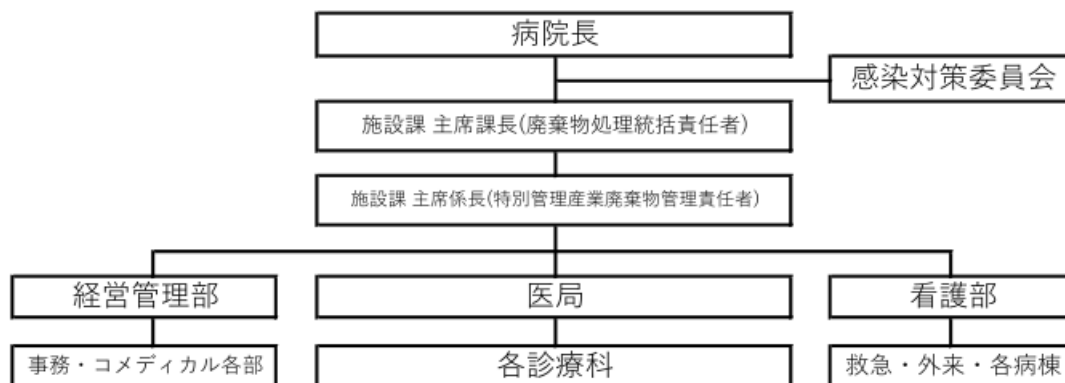 病院長
感染対策委員会
施設課 主席課長(廃棄物処理統括責任者)
施設課 主席係長(特別管理産業廃棄物管理責任者)
経営管理部
医局
看護部
事務・コメディカル各部
各診療科
救急・外来・各病棟